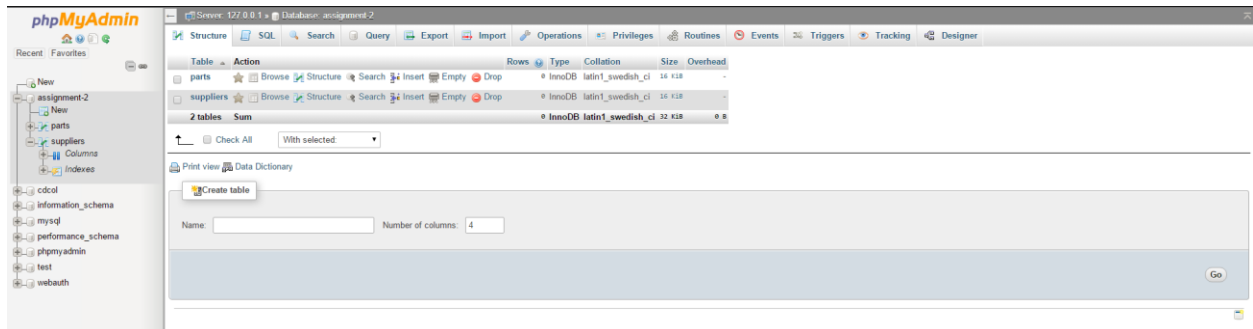 phpMyAdmin
Recent Favorites
New
assignment-2
New
parts
suppliers
Columns
Indexes
cdcol
information_schema
mysql
performance_schema
phpmyadmin
test
webauth
Server: 127.0.0.1 » Database: assignment-2
Structure SQL Search Query Export Import Operations Privileges Routines Events Triggers Tracking Designer
Table Action Rows Type Collation Size Overhead
parts Browse Structure Search Insert Empty Drop 0 InnoDB latin1_swedish_ci 16 KiB -
suppliers Browse Structure Search Insert Empty Drop 0 InnoDB latin1_swedish_ci 16 KiB -
2 tables Sum 0 InnoDB latin1_swedish_ci 32 KiB 0 B
Check All With selected:
Print view Data Dictionary
Create table
Name: Number of columns: 4
Go